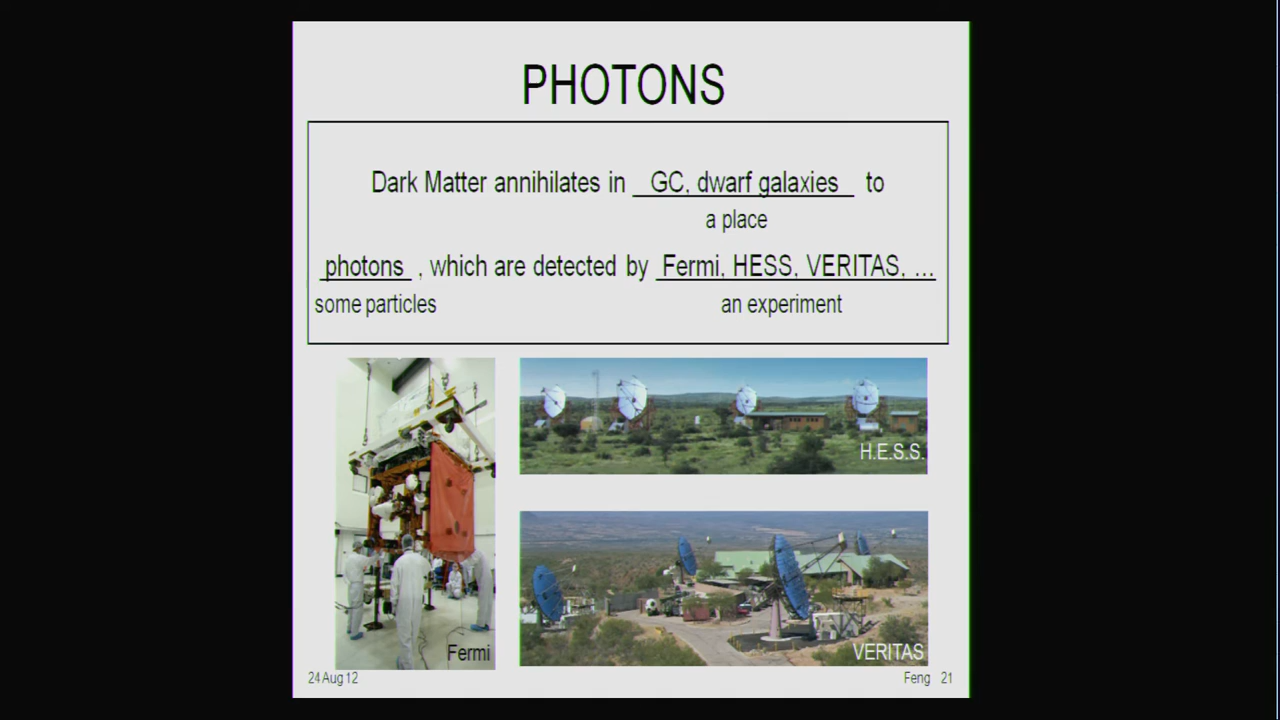 PHOTONS
Dark Matter annihilates in GC, dwarf galaxies to
a place
photons , which are detected by Fermi, HESS, VERITAS, ...
some particles an experiment
H.E.S.S.
Fermi
VERITAS
24 Aug 12 Feng 21